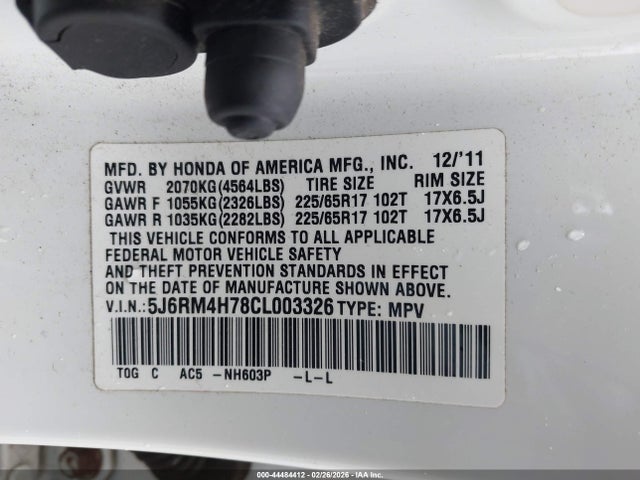 MFD. BY HONDA OF AMERICA MFG., INC. 12/'11
GVWR 2070KG(4564LBS) TIRE SIZE RIM SIZE
GAWR F 1055KG(2326LBS) 225/65R17 102T 17X6.5J
GAWR R 1035KG(2282LBS) 225/65R17 102T 17X6.5J
THIS VEHICLE CONFORMS TO ALL APPLICABLE
FEDERAL MOTOR VEHICLE SAFETY
AND THEFT PREVENTION STANDARDS IN EFFECT
ON THE DATE OF MANUFACTURE SHOWN ABOVE.
V.I.N.:5J6RM4H78CL003326 TYPE: MPV
TOG C AC5 -NH603P -L-L
000-44484412 - 02/26/2026 - IAAI.COM